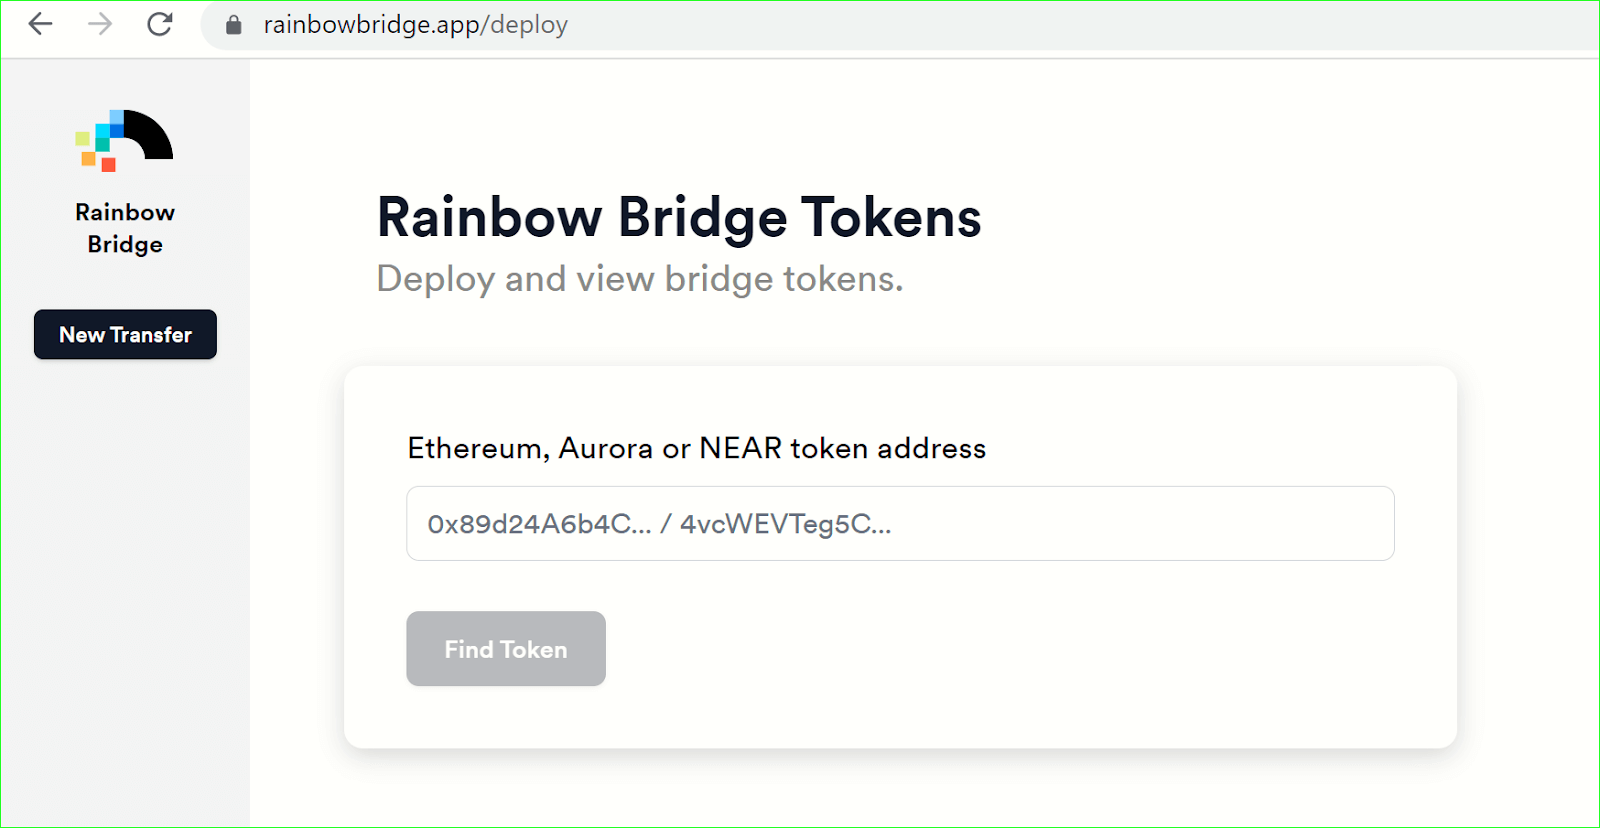 rainbowbridge.app/deploy
Rainbow
Bridge
New Transfer
Rainbow Bridge Tokens
Deploy and view bridge tokens.
Ethereum, Aurora or NEAR token address
0x89d24A6b4C... / 4vcWEVTeg5C...
Find Token